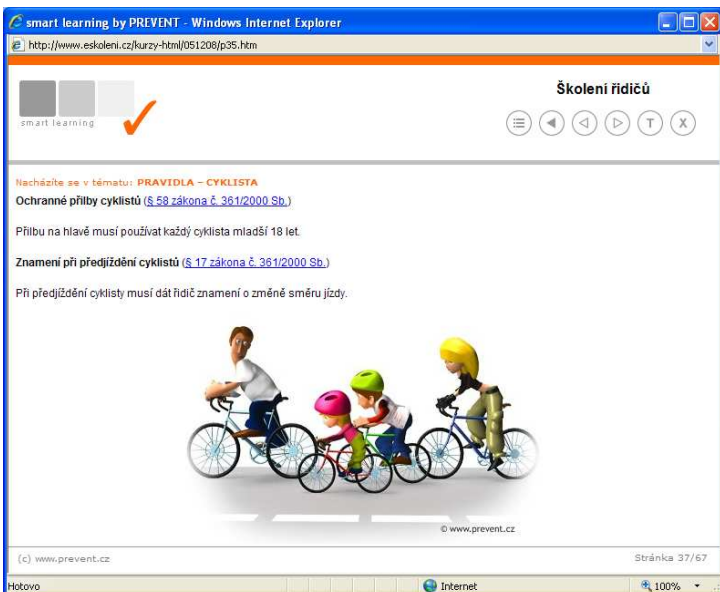 smart learning by PREVENT - Windows Internet Explorer
http://www.eskoleni.cz/kurzy-html/051208/p35.htm
Školení řidičů
smart learning
T X
Nacházíte se v tématu: PRAVIDLA – CYKLISTA
Ochranné přilby cyklistů (§ 58 zákona č. 361/2000 Sb.)
Přilbu na hlavě musí používat každý cyklista mladší 18 let.
Znamení při předjíždění cyklistů (§ 17 zákona č. 361/2000 Sb.)
Při předjíždění cyklisty musí dát řidič znamení o změně směru jízdy.
© www.prevent.cz
(c) www.prevent.cz Stránka 37/67
Hotovo Internet 100%